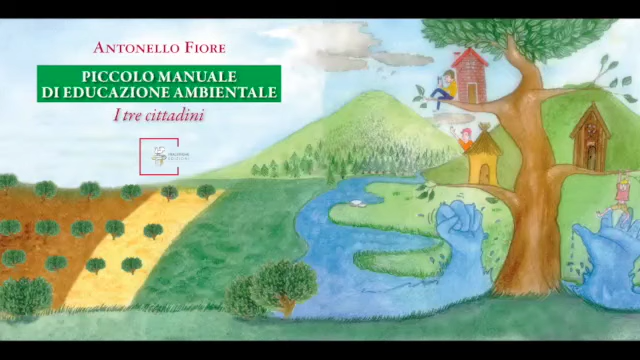 ANTONELLO FIORE
PICCOLO MANUALE
DI EDUCAZIONE AMBIENTALE
I tre cittadini